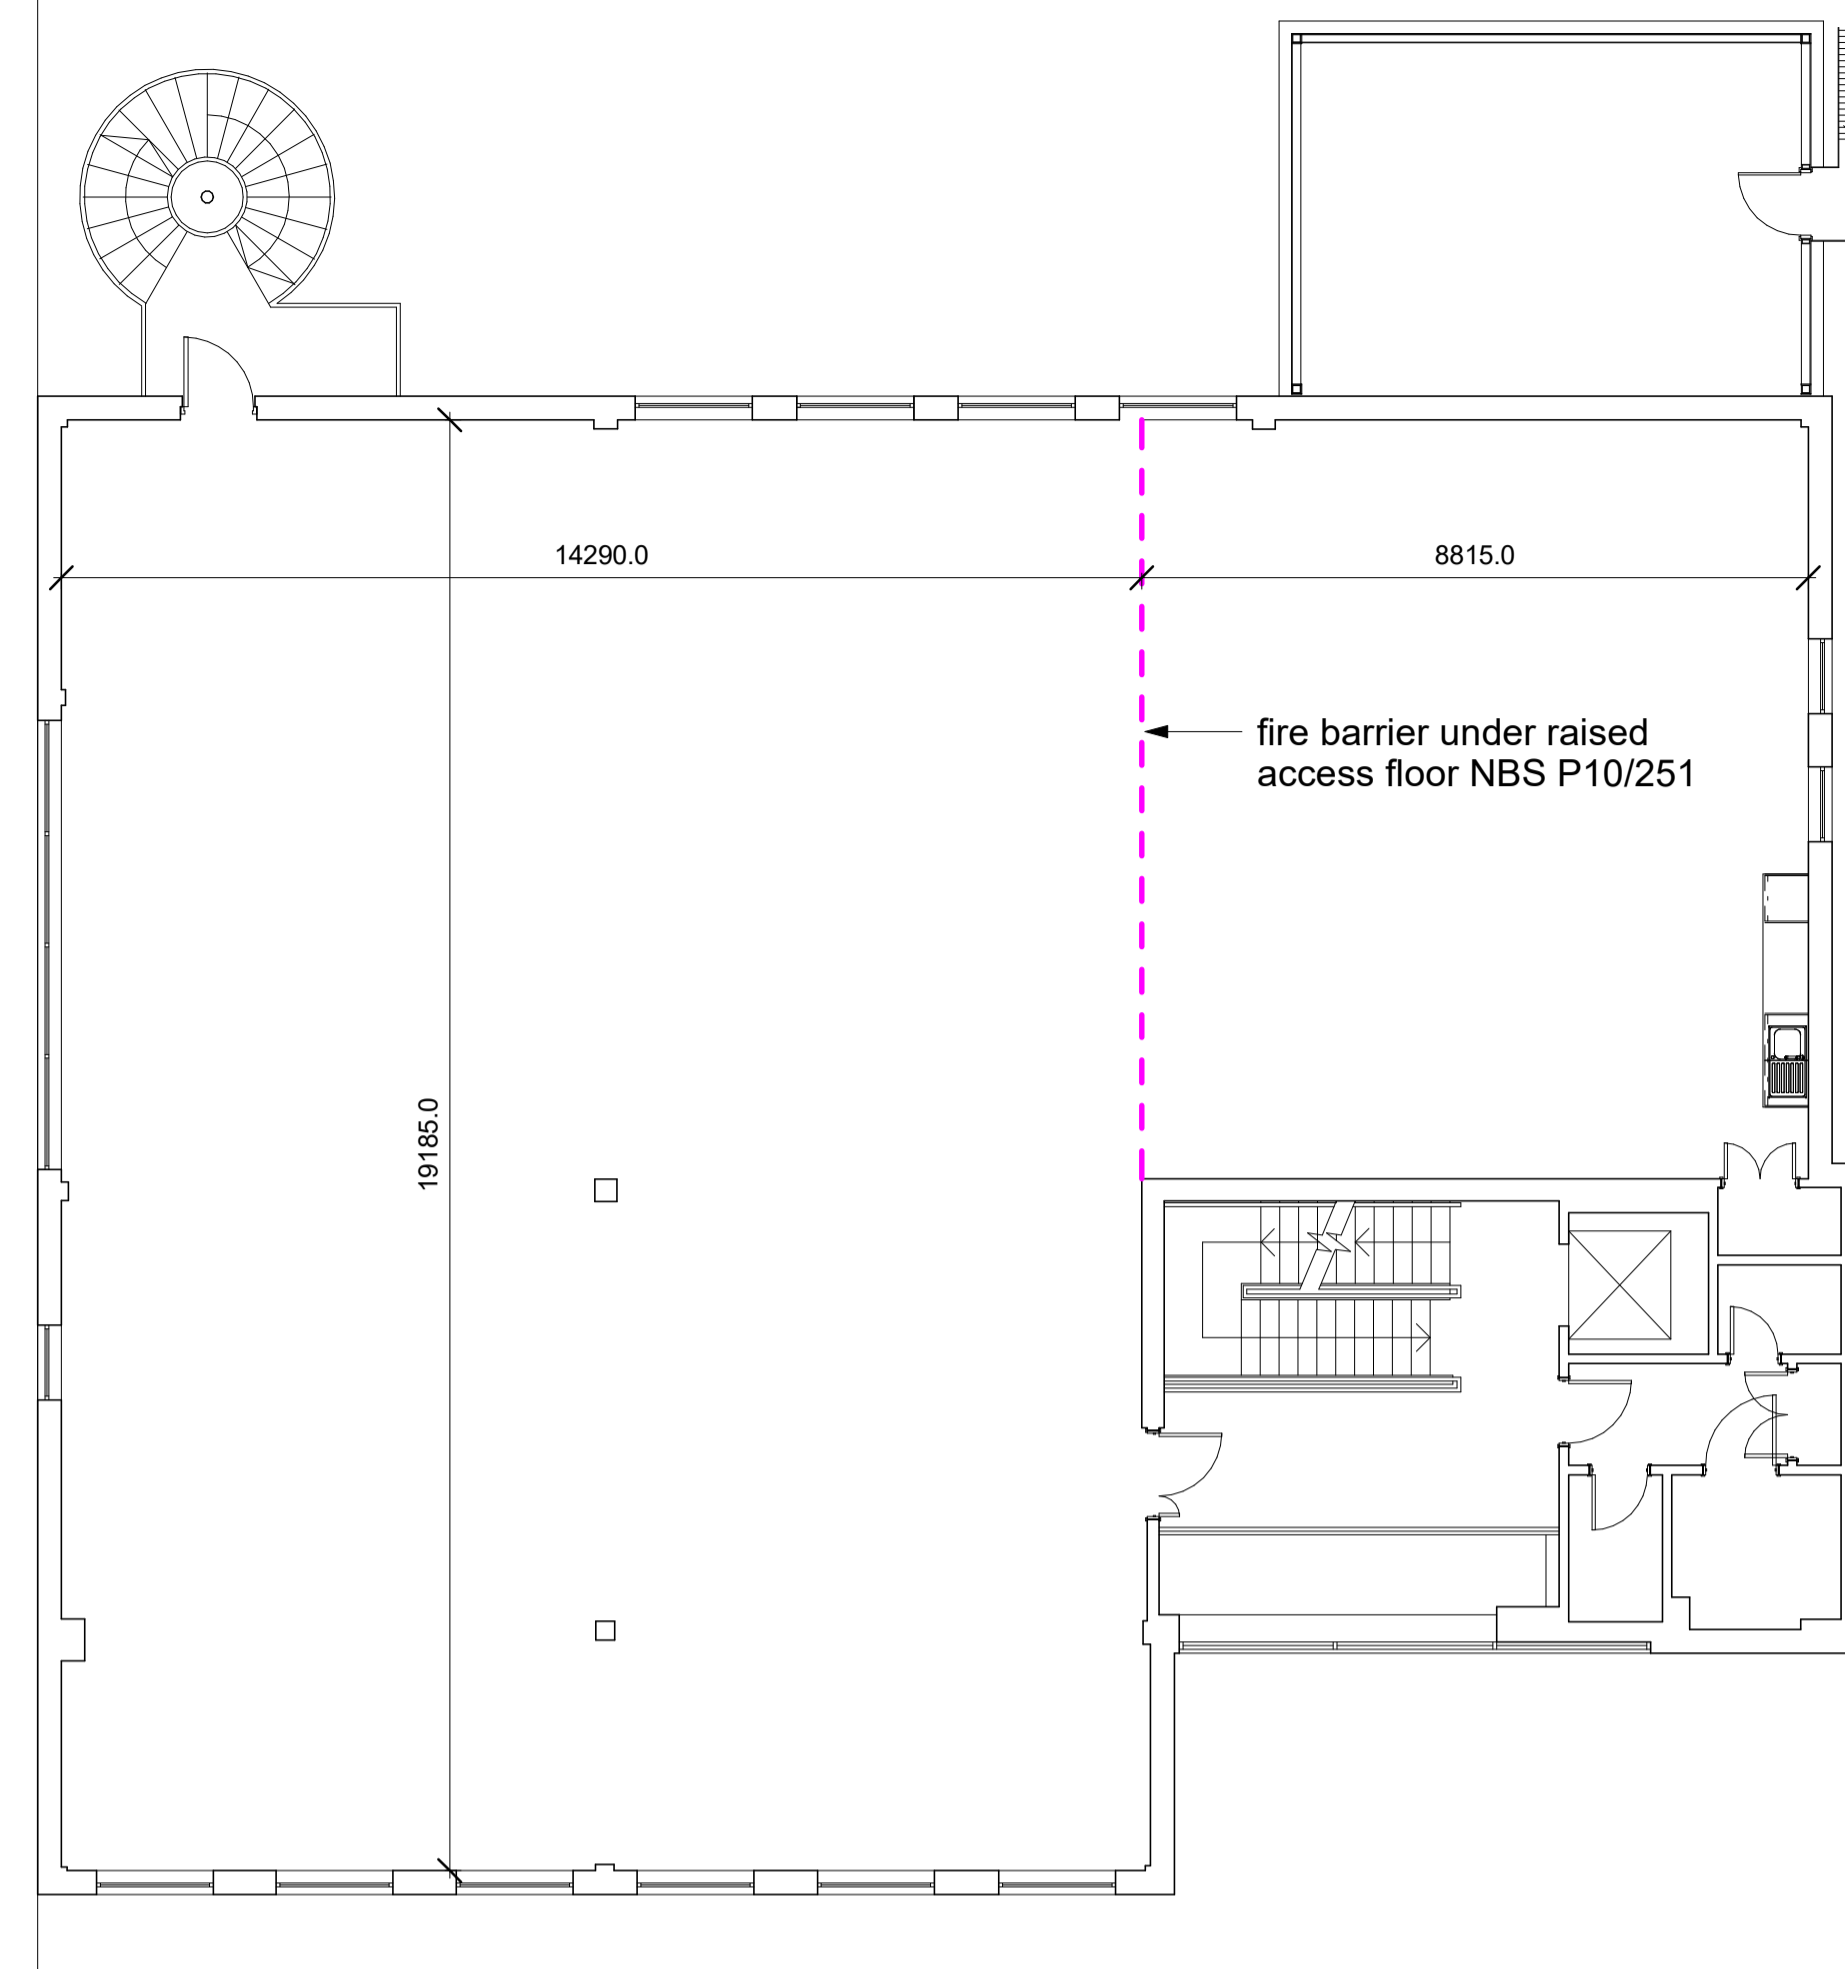 14290.0
8815.0
fire barrier under raised
access floor NBS P10/251
19185.0